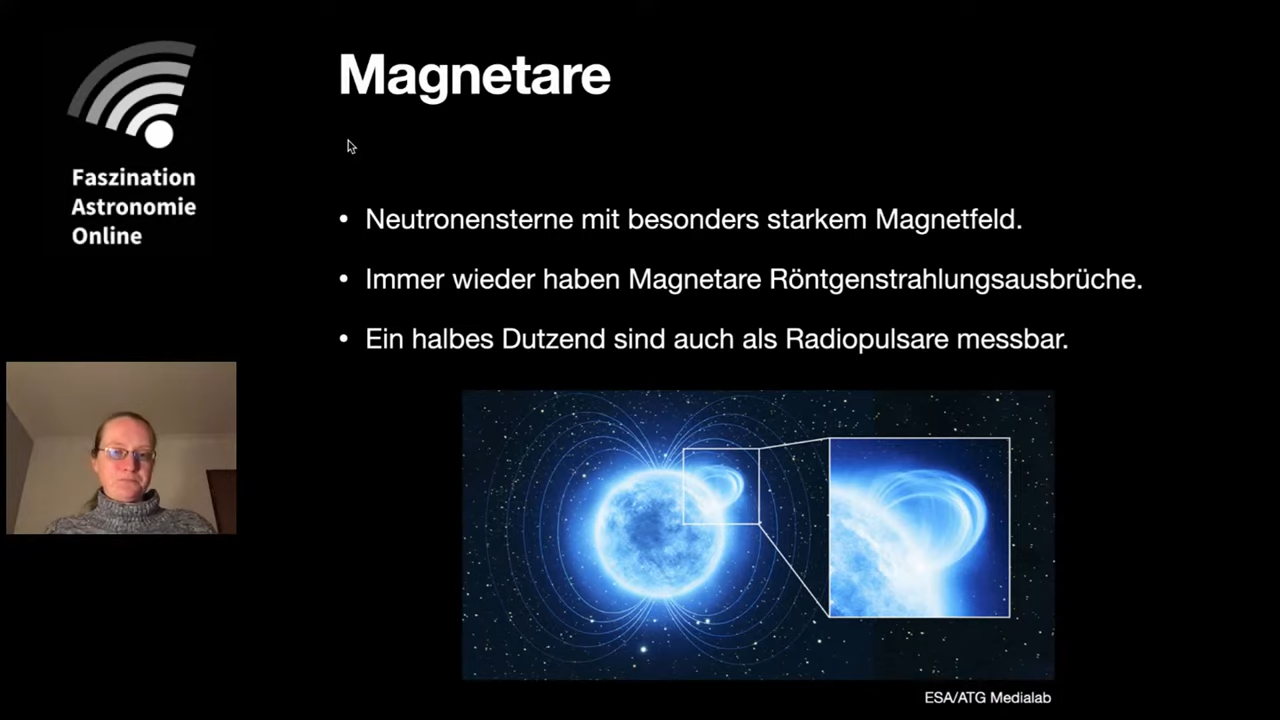 Magnetare
Faszination
Astronomie
Online
• Neutronensterne mit besonders starkem Magnetfeld.
• Immer wieder haben Magnetare Röntgenstrahlungsausbrüche.
• Ein halbes Dutzend sind auch als Radiopulsare messbar.
ESA/ATG Medialab